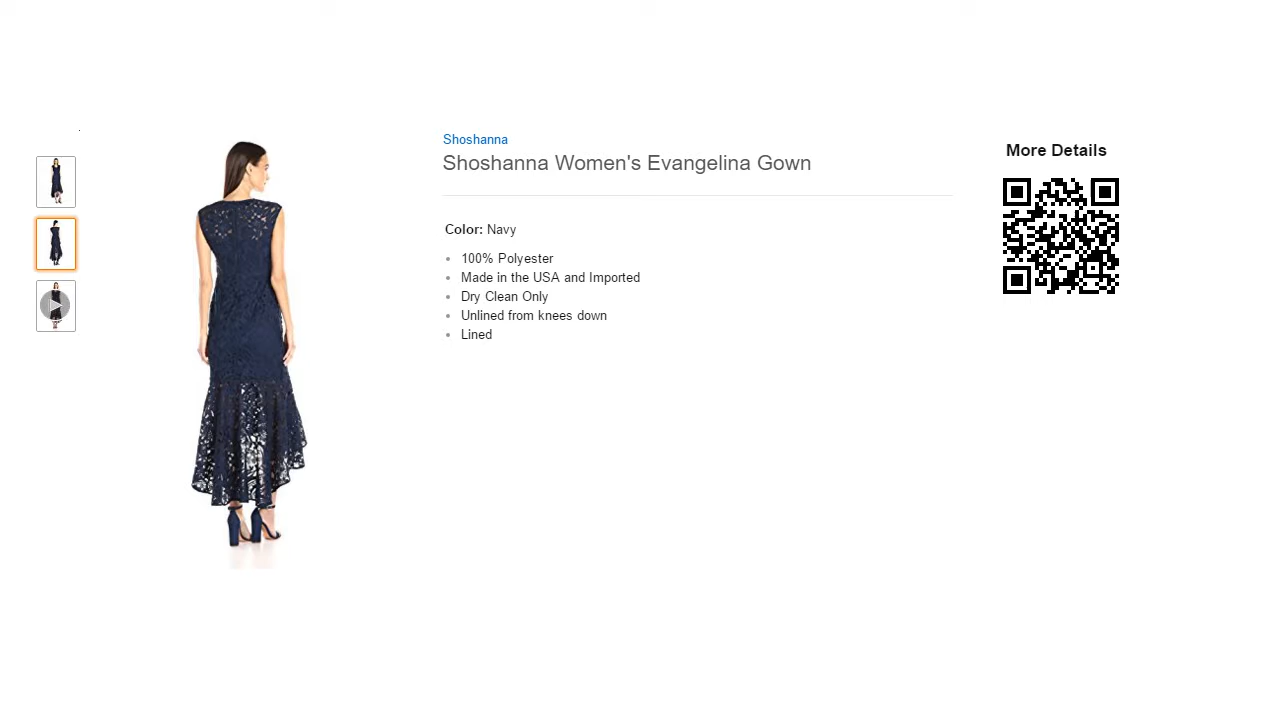 Shoshanna
Shoshanna Women's Evangelina Gown
Color: Navy
100% Polyester
Made in the USA and Imported
Dry Clean Only
Unlined from knees down
Lined
More Details